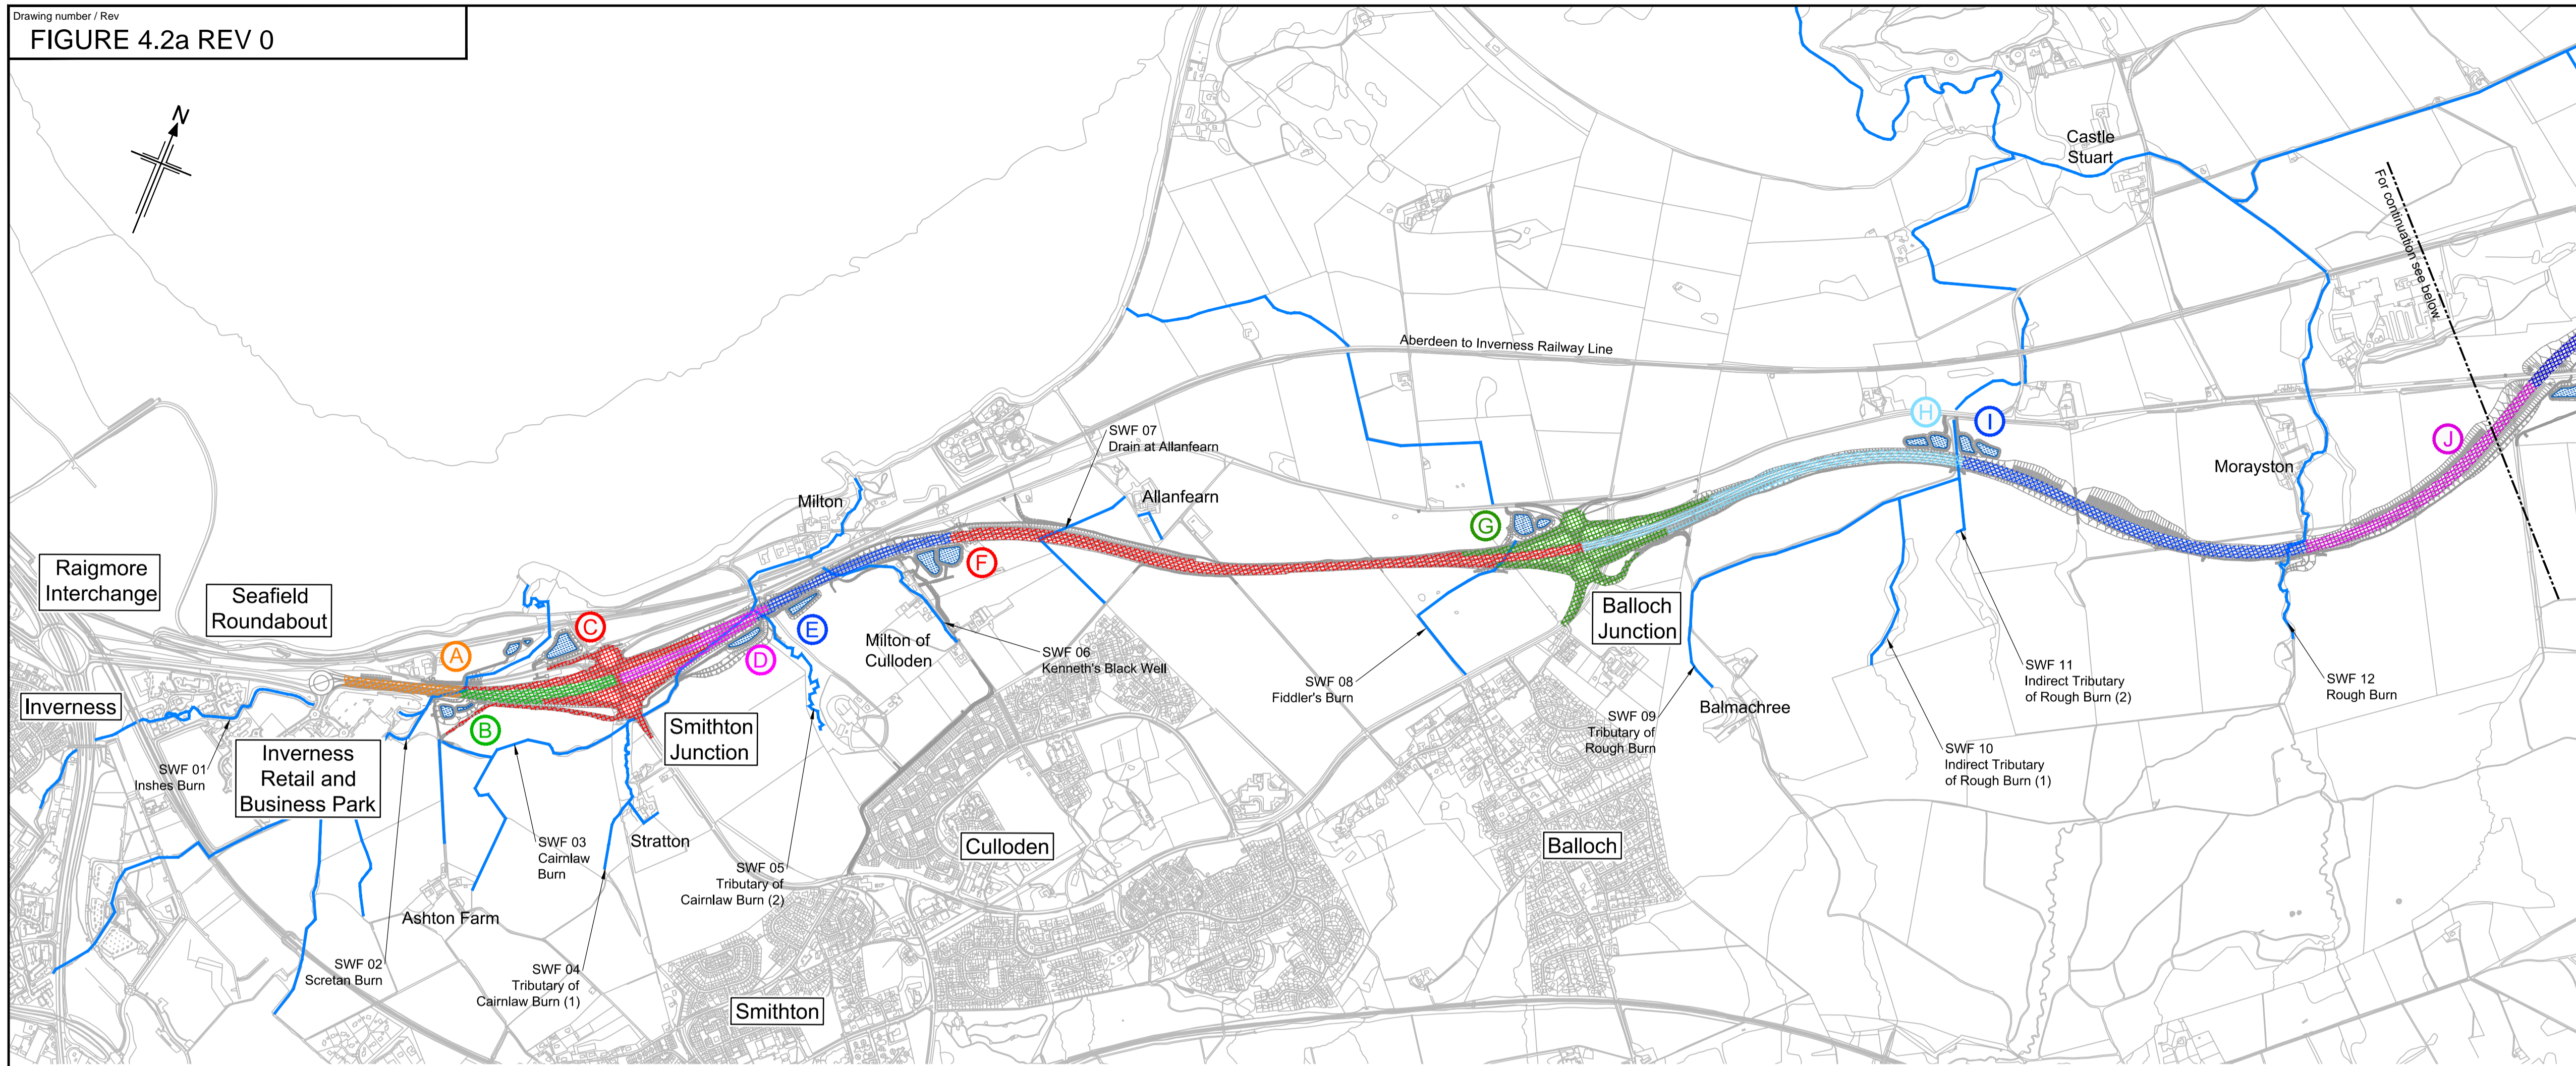 Drawing number / Rev
FIGURE 4.2a REV 0
N
Castle
Stuart
For continuation see below
Aberdeen to Inverness Railway Line
SWF 07
Drain at Allanfearn
Allanfearn
Milton
H
I
J
Morayston
G
F
Raigmore
Interchange
Seafield
Roundabout
C
A
E
D
B
Milton of
Culloden
SWF 06
Kenneth's Black Well
Balloch
Junction
SWF 08
Fiddler's Burn
SWF 11
Indirect Tributary
of Rough Burn (2)
SWF 12
Rough Burn
Inverness
Smithton
Junction
SWF 09
Tributary of
Rough Burn
Balmachree
SWF 10
Indirect Tributary
of Rough Burn (1)
SWF 01
Inshes Burn
Inverness
Retail and
Business Park
SWF 03
Cairnlaw
Burn
Stratton
SWF 05
Tributary of
Cairnlaw Burn (2)
Culloden
Balloch
Ashton Farm
SWF 02
Scretan Burn
SWF 04
Tributary of
Cairnlaw Burn (1)
Smithton